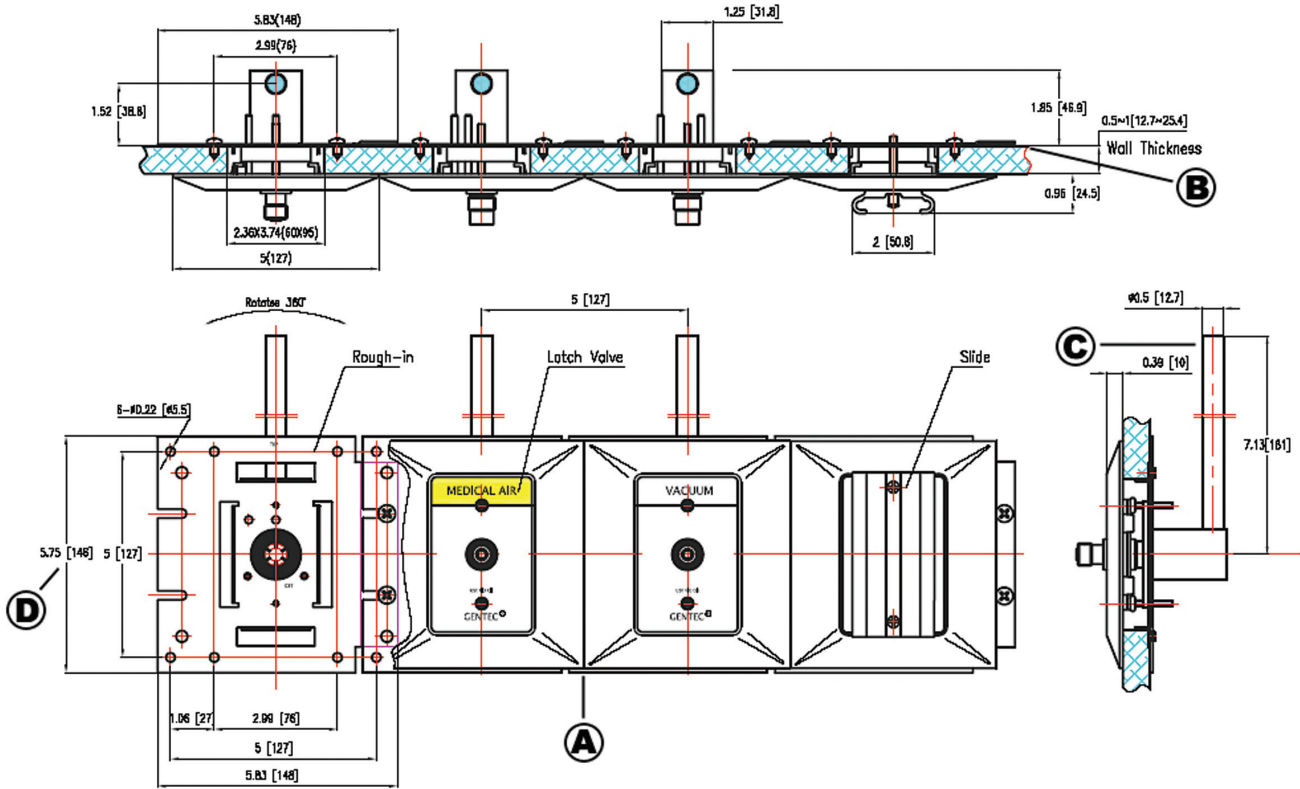 5.83(148)
2.99(76)
1.25 [31.8]
1.52 [38.8]
1.85 [46.9]
0.5~1[12.7~25.4]
Wall Thickness
B
0.96 [24.5]
2.36X3.74(60X95)
5(127)
2 [50.8]
Rotates 360°
5 [127]
Ø0.5 [12.7]
C
Rough-in
Latch Valve
Slide
0.39 [10]
6-Ø0.22 [Ø5.5]
7.13[181]
MEDICAL AIR
VACUUM
5.75 [146]
5 [127]
D
GENTEC
GENTEC
1.06 [27]
2.99 [76]
A
5 [127]
5.83 [148]